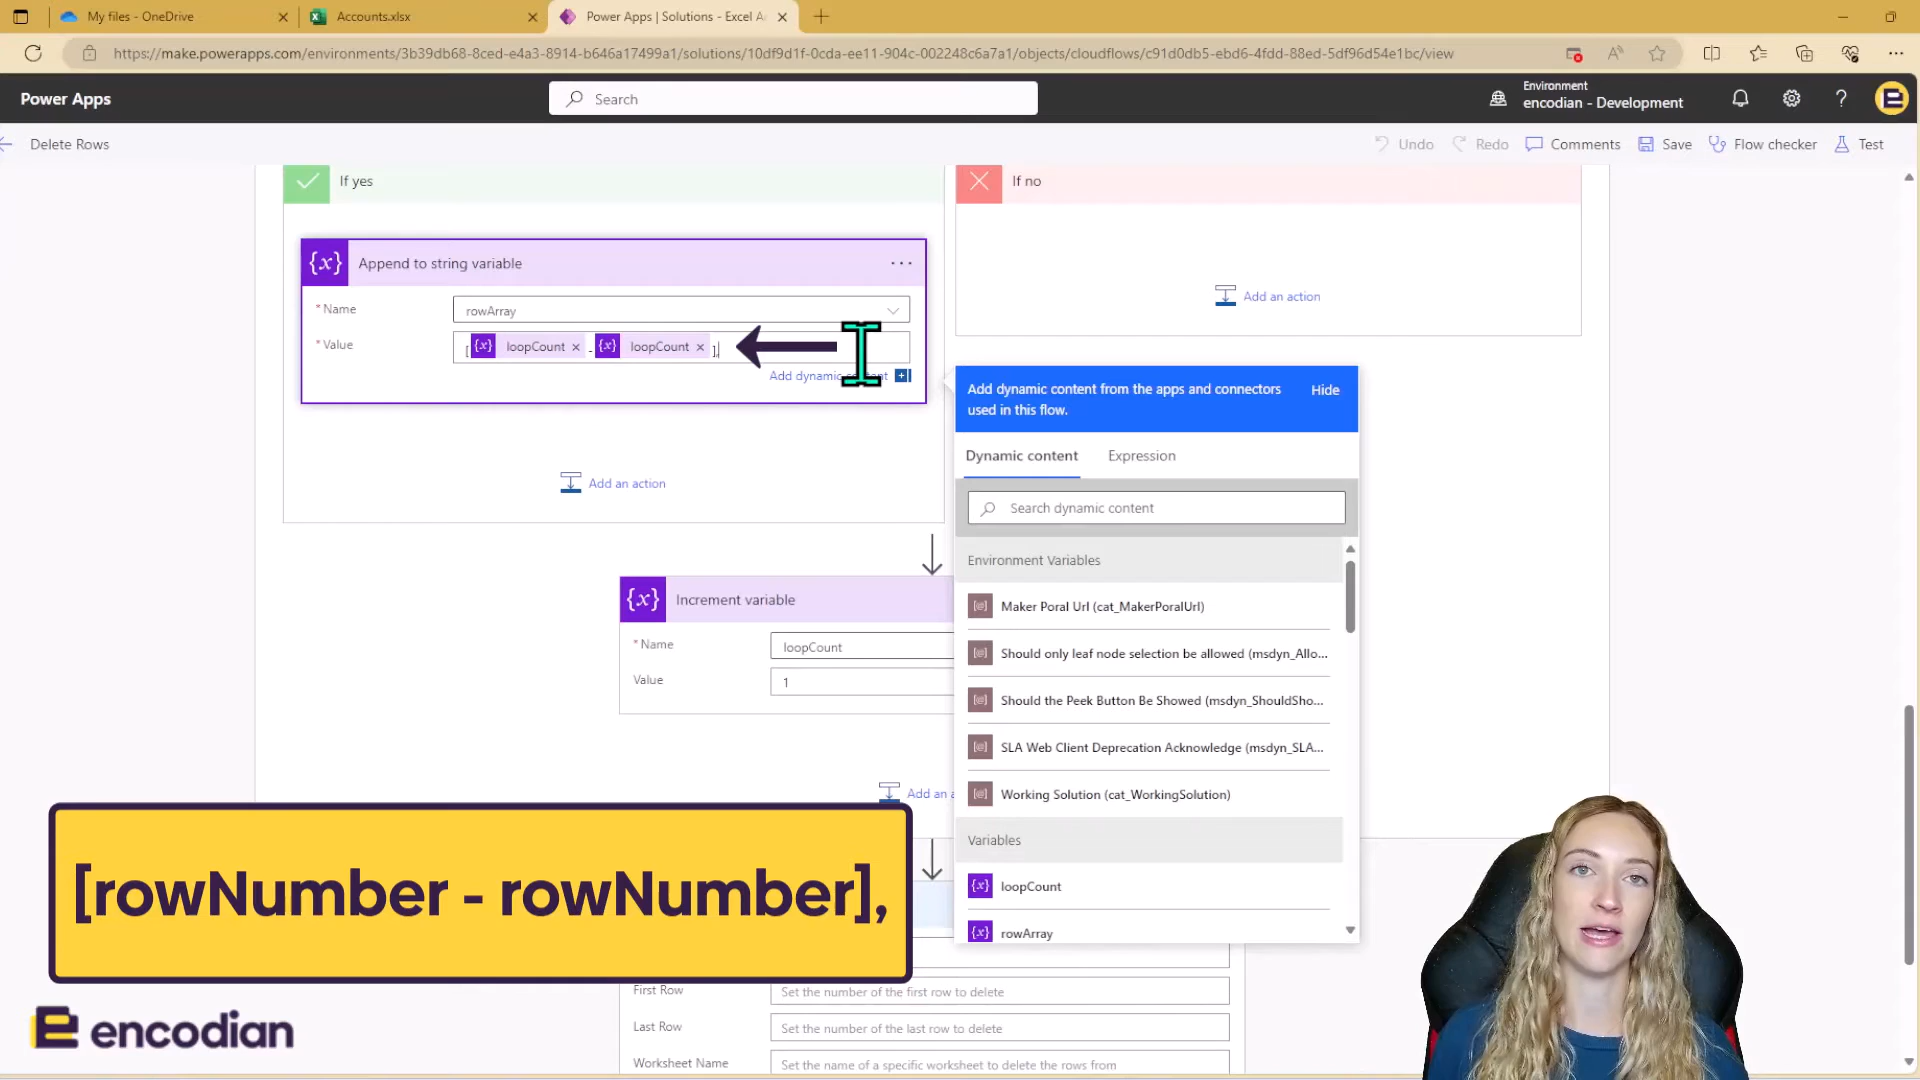 My files - OneDrive
Accounts.xlsx
Power Apps | Solutions - Excel A
https://make.powerapps.com/environments/3b39db68-8ced-e4a3-8914-b646a17499a1/solutions/10df9d1f-0cda-ee11-904c-002248c6a7a1/objects/cloudflows/c91d0db5-ebd6-4fdd-88ed-5df96d54e1bc/view
Power Apps
Search
Environment
encodian - Development
Delete Rows
Undo
Redo
Comments
Save
Flow checker
Test
If yes
If no
{x} Append to string variable
* Name
rowArray
* Value
[ {x} loopCount × - {x} loopCount × ],
Add dynamic content
Add an action
Add an action
Add dynamic content from the apps and connectors
used in this flow.
Hide
Dynamic content
Expression
Search dynamic content
Environment Variables
Maker Poral Url (cat_MakerPoralUrl)
Should only leaf node selection be allowed (msdyn_Allo...
Should the Peek Button Be Showed (msdyn_ShouldSho...
SLA Web Client Deprecation Acknowledge (msdyn_SLA...
Working Solution (cat_WorkingSolution)
Variables
{x} loopCount
{x} rowArray
{x} Increment variable
* Name
loopCount
Value
1
Add an a
[rowNumber - rowNumber],
First Row
Set the number of the first row to delete
Last Row
Set the number of the last row to delete
Worksheet Name
Set the name of a specific worksheet to delete the rows from
encodian